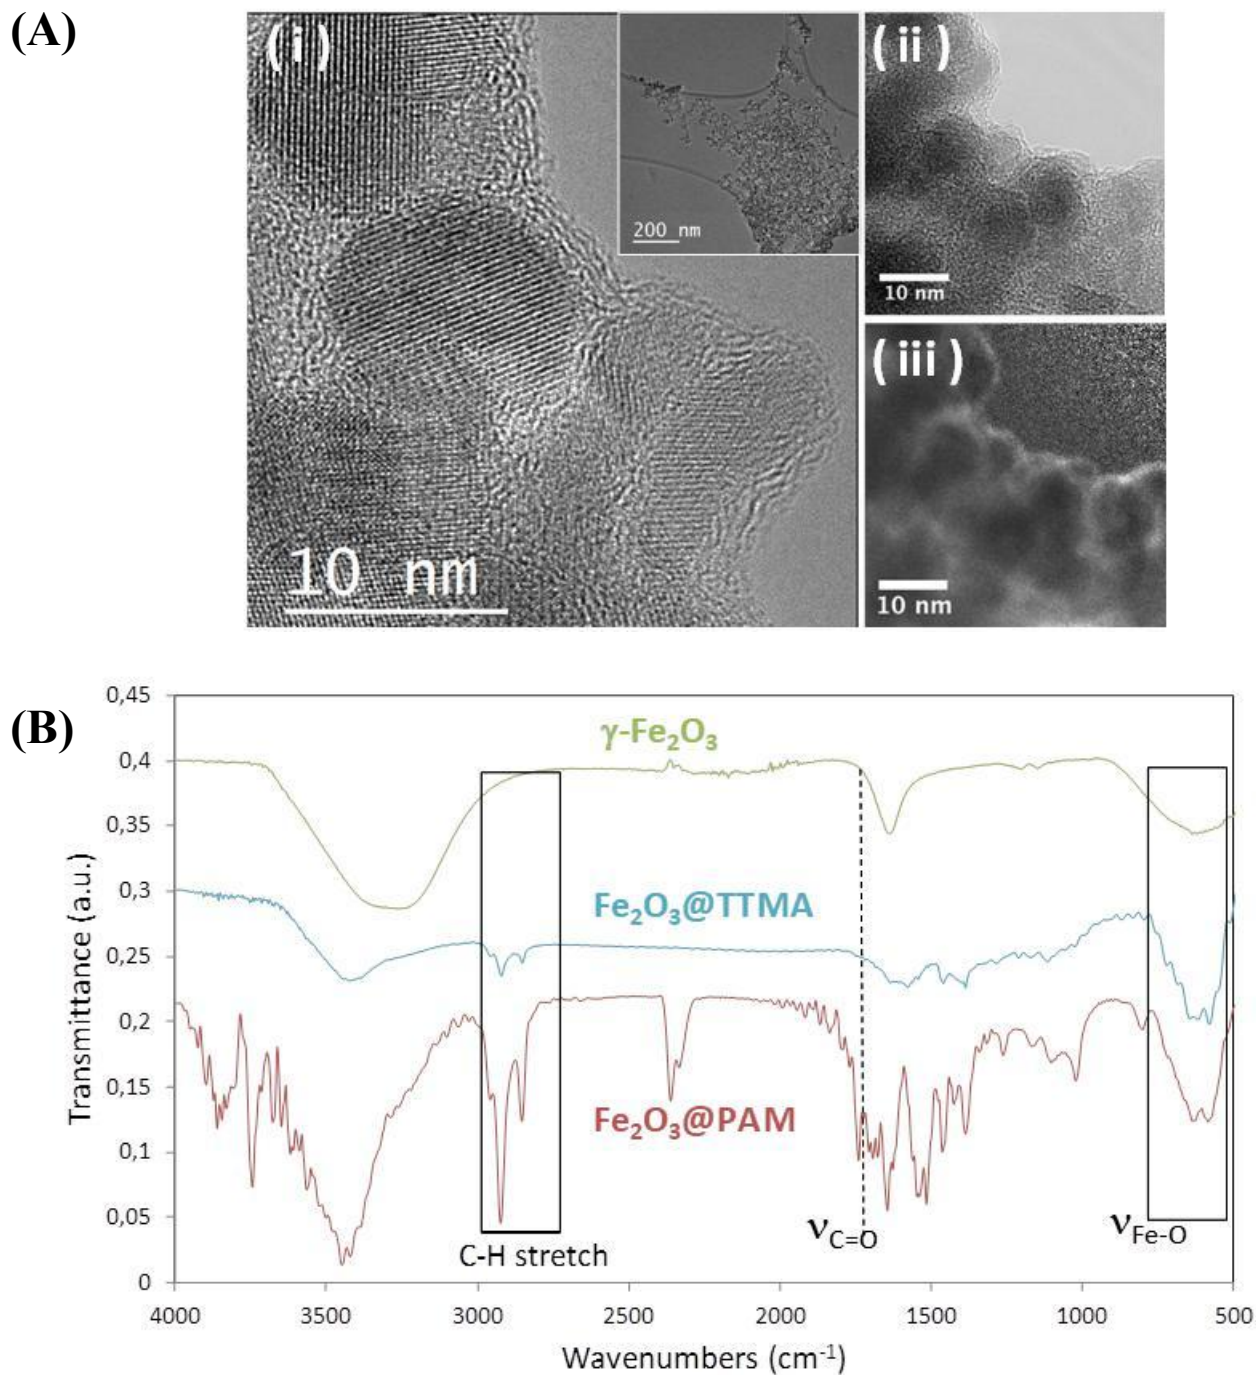 (A)
( i )
200 nm
10 nm
( ii )
10 nm
( iii )
10 nm
(B)
Transmittance (a.u.)
0,45
0,4
0,35
0,3
0,25
0,2
0,15
0,1
0,05
0
γ-Fe₂O₃
Fe₂O₃@TTMA
Fe₂O₃@PAM
C-H stretch
νC=O
νFe-O
4000 3500 3000 2500 2000 1500 1000 500
Wavenumbers (cm⁻¹)